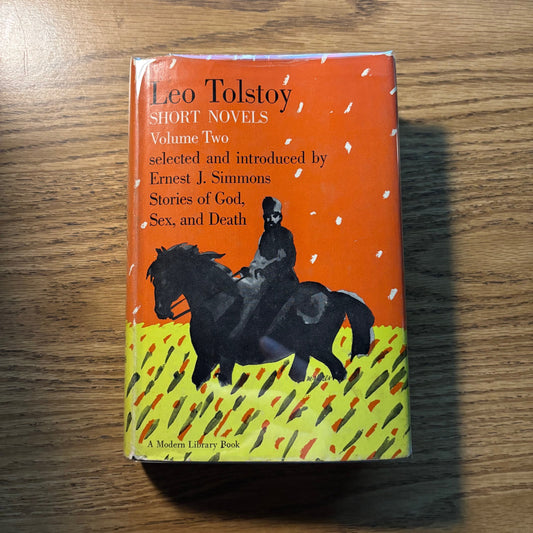 Leo Tolstoy
SHORT NOVELS
Volume Two
selected and introduced by
Ernest J. Simmons
Stories of God,
Sex, and Death
A Modern Library Book